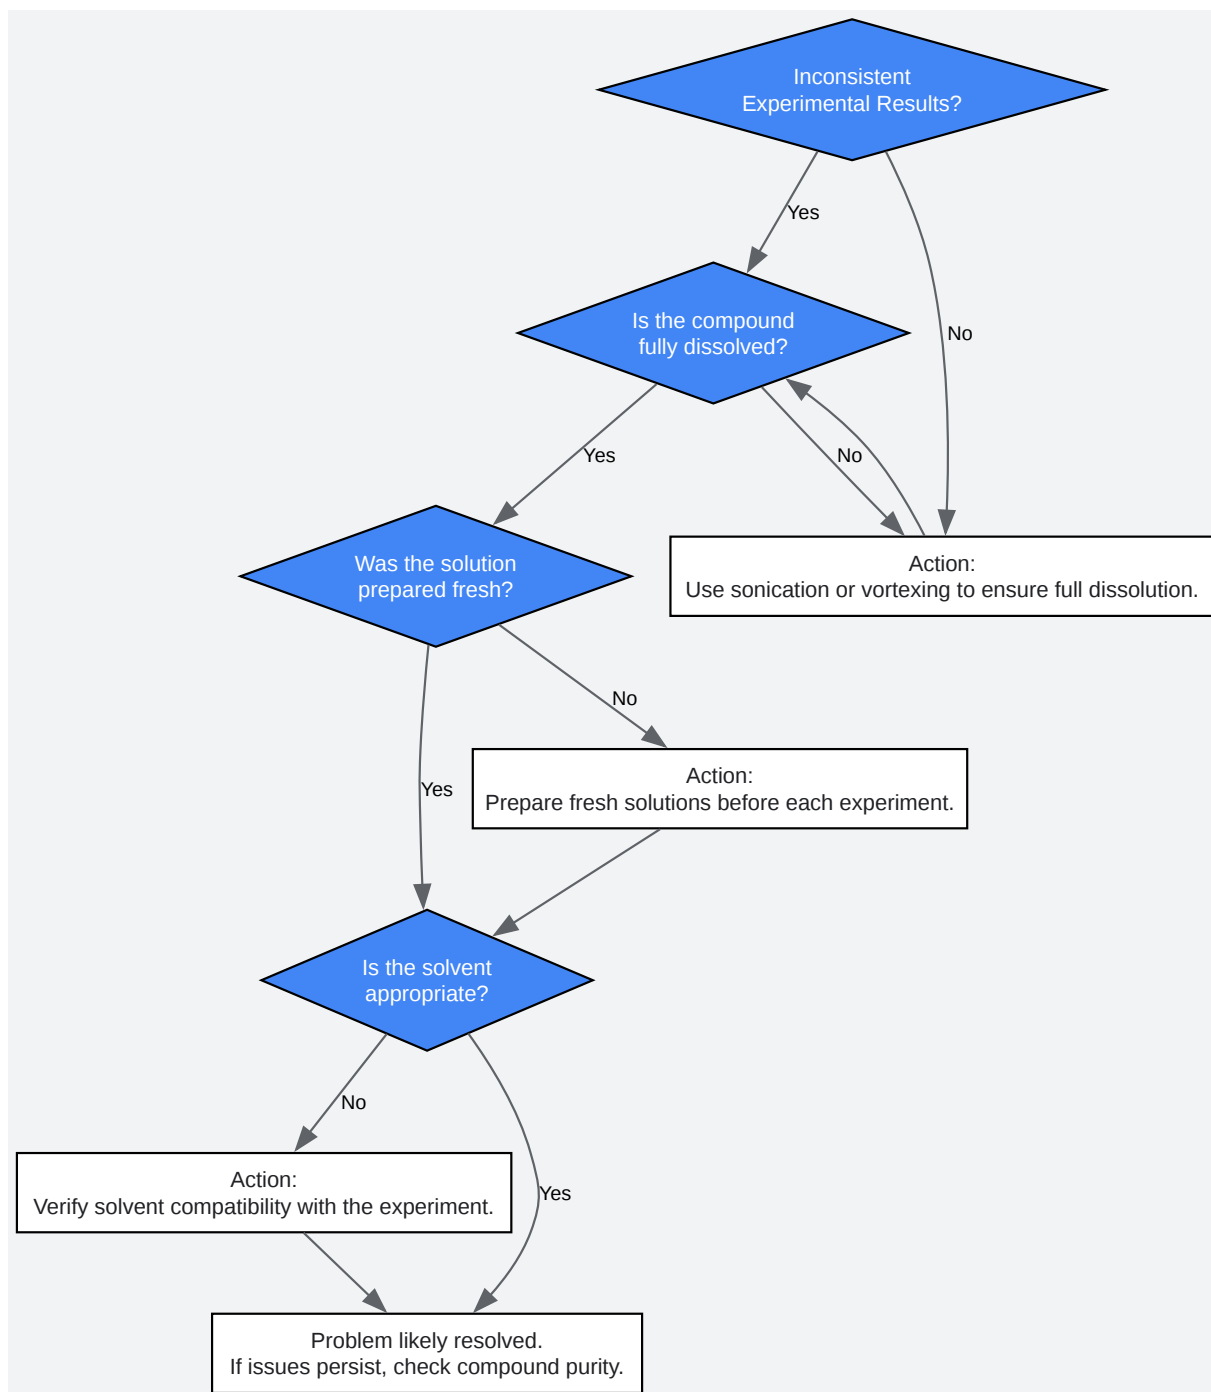 Inconsistent
Experimental Results?
Yes
Is the compound
fully dissolved?
No
Yes
No
Was the solution
prepared fresh?
Action:
Use sonication or vortexing to ensure full dissolution.
No
Yes
Action:
Prepare fresh solutions before each experiment.
Is the solvent
appropriate?
No
Yes
Action:
Verify solvent compatibility with the experiment.
Problem likely resolved.
If issues persist, check compound purity.